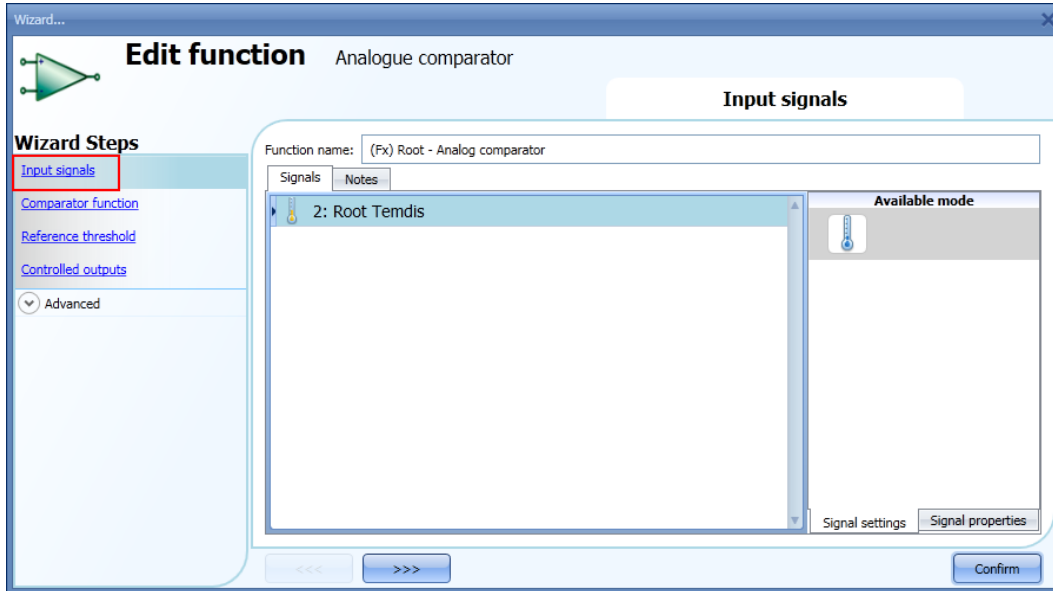 Wizard...
Edit function Analogue comparator
Input signals
Wizard Steps
Input signals
Comparator function
Reference threshold
Controlled outputs
Advanced
Function name: (Fx) Root - Analog comparator
Signals Notes
2: Root Temdis
Available mode
Signal settings Signal properties
<<< >>> Confirm